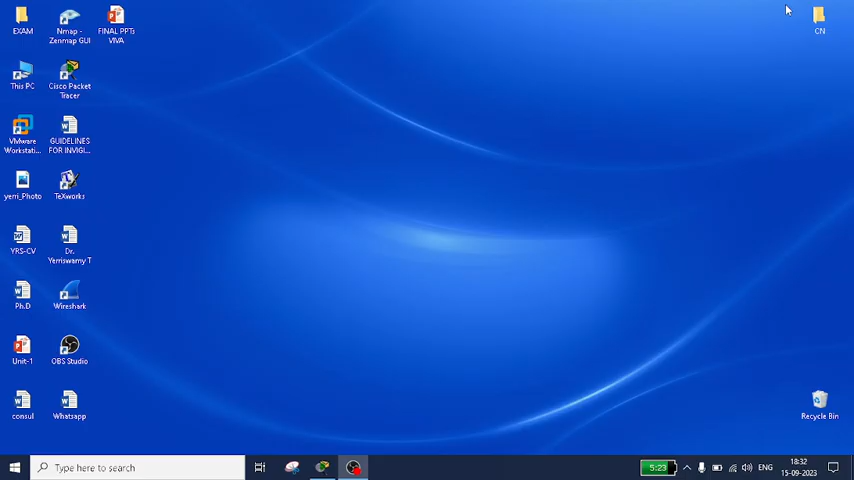 EXAM
Nmap -
Zenmap GUI
FINAL PPTs
VIVA
CN
This PC
Cisco Packet
Tracer
VMware
Workstati...
GUIDELINES
FOR INVIGI...
yerri_Photo
TeXworks
YRS-CV
Dr.
Yerriswamy T
Ph.D
Wireshark
Unit-1
OBS Studio
consul
Whatsapp
Recycle Bin
Type here to search
5:23
ENG
18:32
15-09-2023